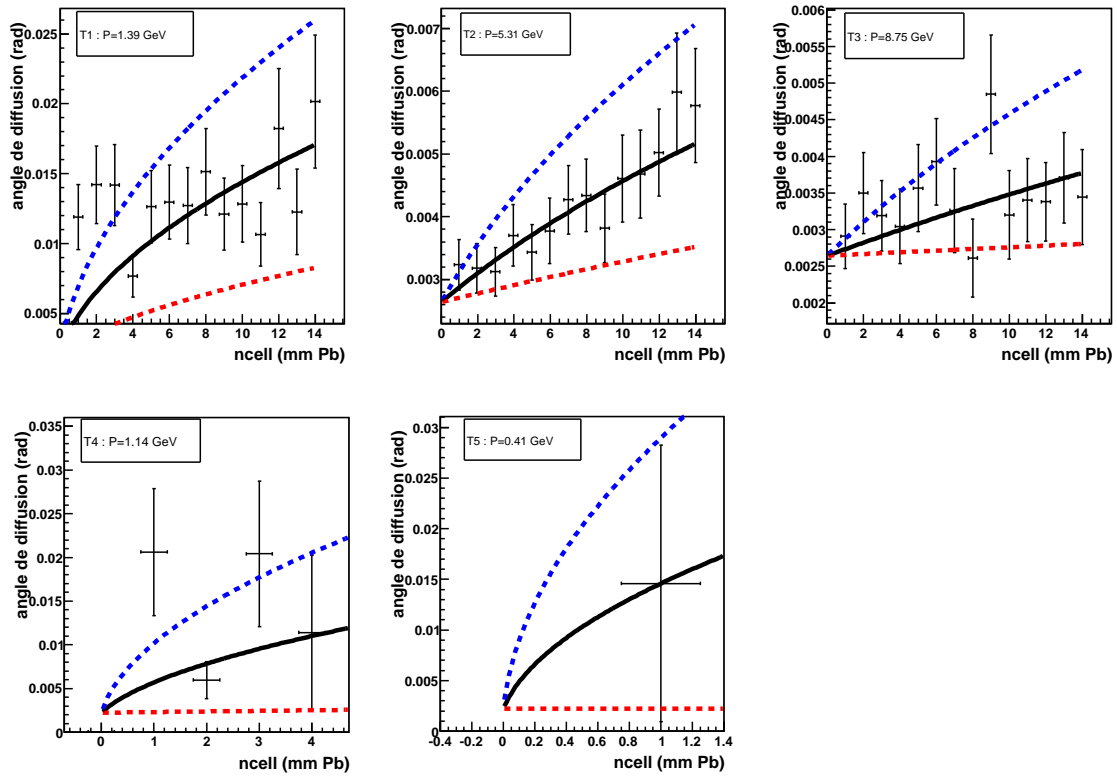 angle de diffusion (rad)
T1 : P=1.39 GeV
0.025
0.02
0.015
0.01
0.005
0 2 4 6 8 10 12 14
ncell (mm Pb)
angle de diffusion (rad)
T2 : P=5.31 GeV
0.007
0.006
0.005
0.004
0.003
0 2 4 6 8 10 12 14
ncell (mm Pb)
angle de diffusion (rad)
T3 : P=8.75 GeV
0.006
0.0055
0.005
0.0045
0.004
0.0035
0.003
0.0025
0.002
0 2 4 6 8 10 12 14
ncell (mm Pb)
angle de diffusion (rad)
T4 : P=1.14 GeV
0.035
0.03
0.025
0.02
0.015
0.01
0.005
0
0 1 2 3 4
ncell (mm Pb)
angle de diffusion (rad)
T5 : P=0.41 GeV
0.03
0.025
0.02
0.015
0.01
0.005
0
-0.4 -0.2 0 0.2 0.4 0.6 0.8 1 1.2 1.4
ncell (mm Pb)